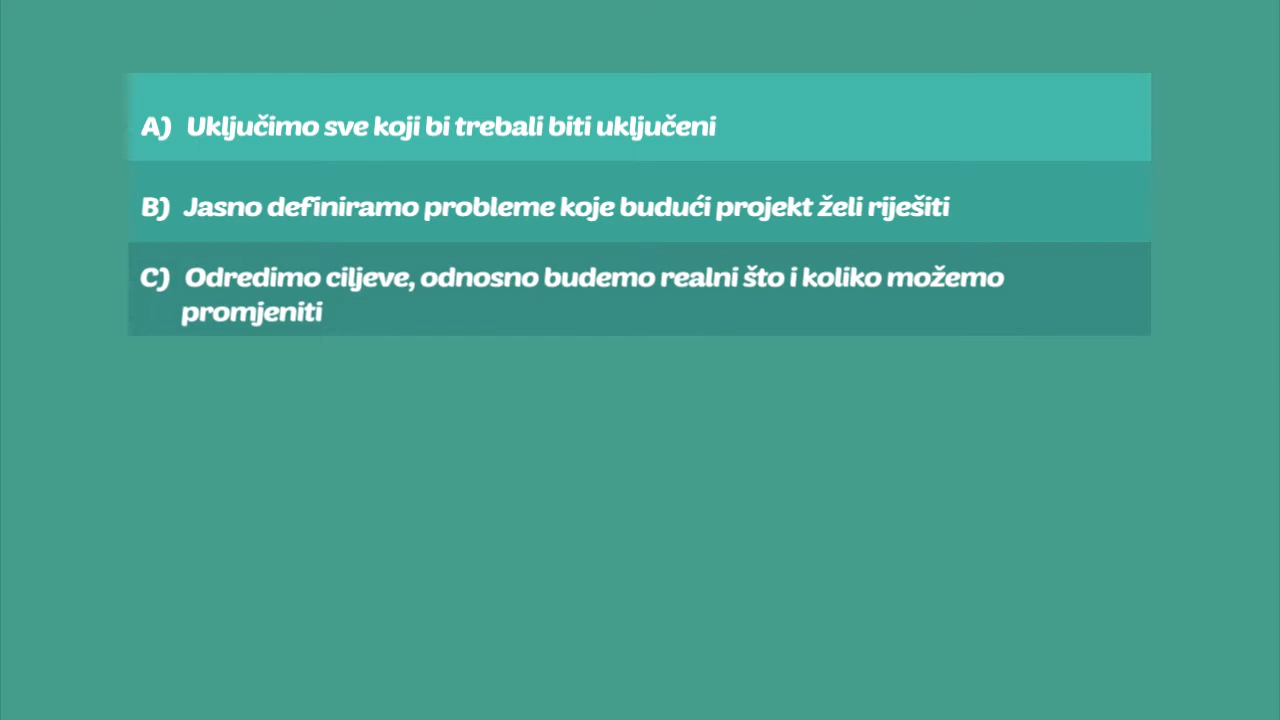 A) Uključimo sve koji bi trebali biti uključeni
B) Jasno definiramo probleme koje budući projekt želi riješiti
C) Odredimo ciljeve, odnosno budemo realni što i koliko možemo
promjeniti